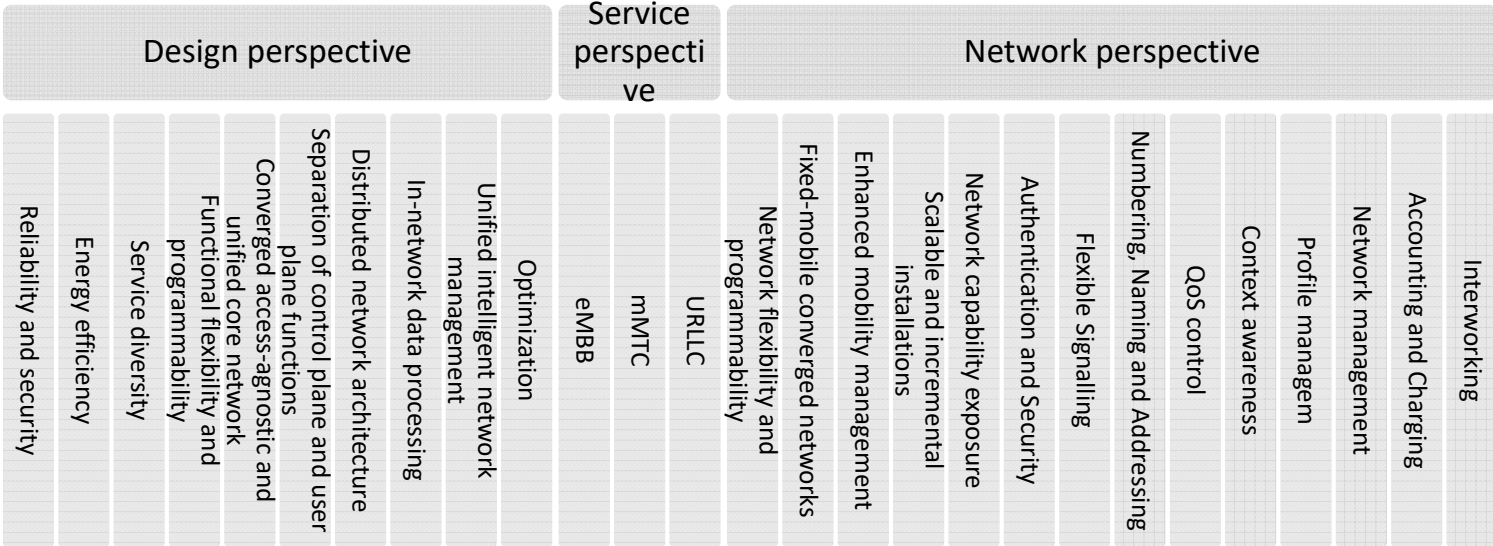 Design perspective
Service
perspecti
ve
Network perspective
Reliability and security
Energy efficiency
Service diversity
Functional flexibility and
programmability
Converged access-agnostic and
unified core network
Separation of control plane and user
plane functions
Distributed network architecture
In-network data processing
Unified intelligent network
management
Optimization
eMBB
mMTC
URLLC
Network flexibility and
programmability
Fixed-mobile converged networks
Enhanced mobility management
Scalable and incremental
installations
Network capability exposure
Authentication and Security
Flexible Signalling
Numbering, Naming and Addressing
QoS control
Context awareness
Profile managem
Network management
Accounting and Charging
Interworking